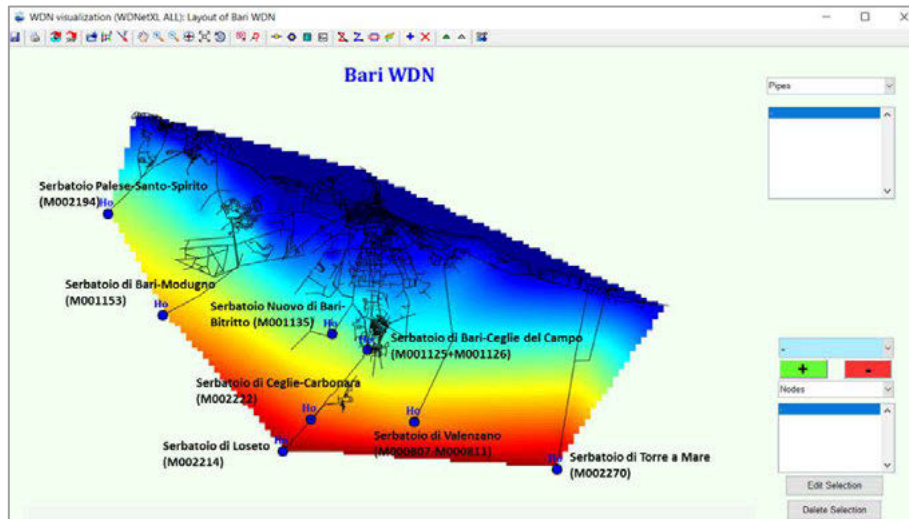 WDN visualization (WDNetXL ALL): Layout of Bari WDN
Bari WDN
Pipes
Serbatoio Palese-Santo-Spirito
(M002194)
Ho
Serbatoio di Bari-Modugno
(M001153)
Ho
Serbatoio Nuovo di Bari-
Bitritto (M001135)
Ho
Serbatoio di Bari-Ceglie del Campo
(M001125+M001126)
-
+
-
Nodes
Serbatoio di Ceglie-Carbonara
(M002222)
Ho
Ho
Serbatoio di Valenzano
(M000807-M000811)
Serbatoio di Loseto
(M002214)
Serbatoio di Torre a Mare
(M002270)
Edit Selection
Delete Selection